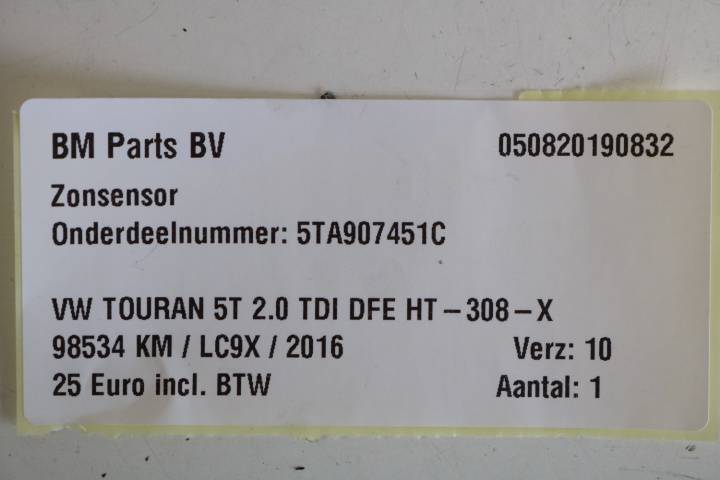 BM Parts BV 050820190832
Zonsensor
Onderdeelnummer: 5TA907451C
VW TOURAN 5T 2.0 TDI DFE HT-308-X
98534 KM / LC9X / 2016 Verz: 10
25 Euro incl. BTW Aantal: 1